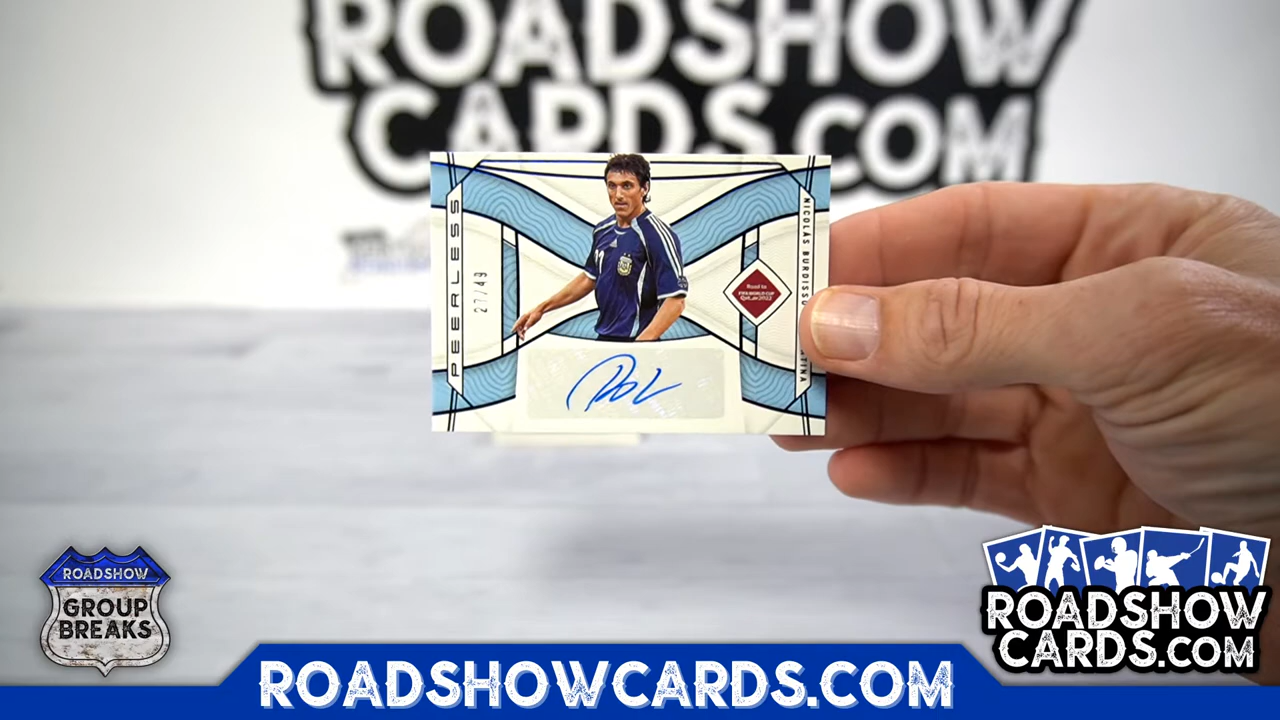 ROADSHOW
CARDS.COM
PEERLESS
27/49
NICOLÁS BURDISSO
Road to
FIFA WORLD CUP
Qatar2022
ROADSHOW
GROUP
BREAKS
ROADSHOWCARDS.COM
ROADSHOW
CARDS.COM